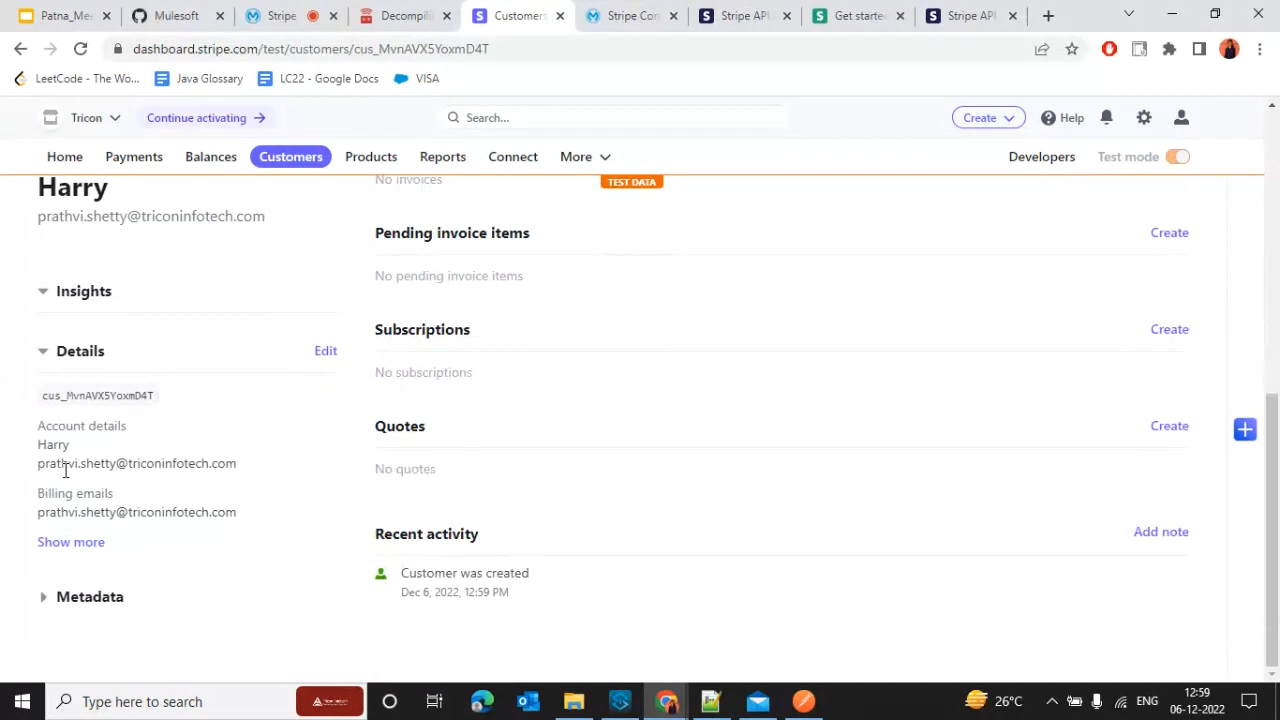 Patna_Mee
Mulesoft
Stripe
Decompili
Customers
Stripe Con
Stripe API
Get starte
Stripe API
dashboard.stripe.com/test/customers/cus_MvnAVX5YoxmD4T
LeetCode - The Wo...
Java Glossary
LC22 - Google Docs
VISA
Tricon
Continue activating
Search...
Create
Help
Home
Payments
Balances
Customers
Products
Reports
Connect
More
Developers
Test mode
TEST DATA
Harry
prathvi.shetty@triconinfotech.com
Insights
Details
Edit
cus_MvnAVX5YoxmD4T
Account details
Harry
prathvi.shetty@triconinfotech.com
Billing emails
prathvi.shetty@triconinfotech.com
Show more
Metadata
No invoices
Pending invoice items
Create
No pending invoice items
Subscriptions
Create
No subscriptions
Quotes
Create
No quotes
Recent activity
Add note
Customer was created
Dec 6, 2022, 12:59 PM
Type here to search
26°C
ENG
12:59
06-12-2022